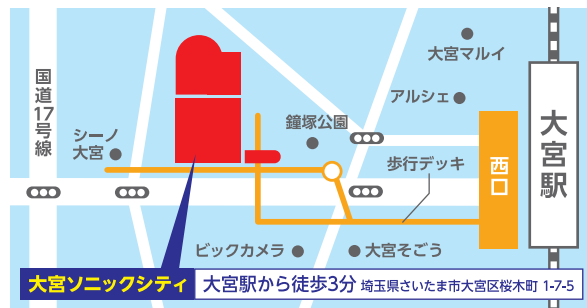 大宮マルイ
アルシェ
国道17号線
鐘塚公園
シーノ
大宮
歩行デッキ
西口
大宮駅
ビックカメラ
大宮そごう
大宮ソニックシティ
大宮駅から徒歩3分 埼玉県さいたま市大宮区桜木町 1-7-5